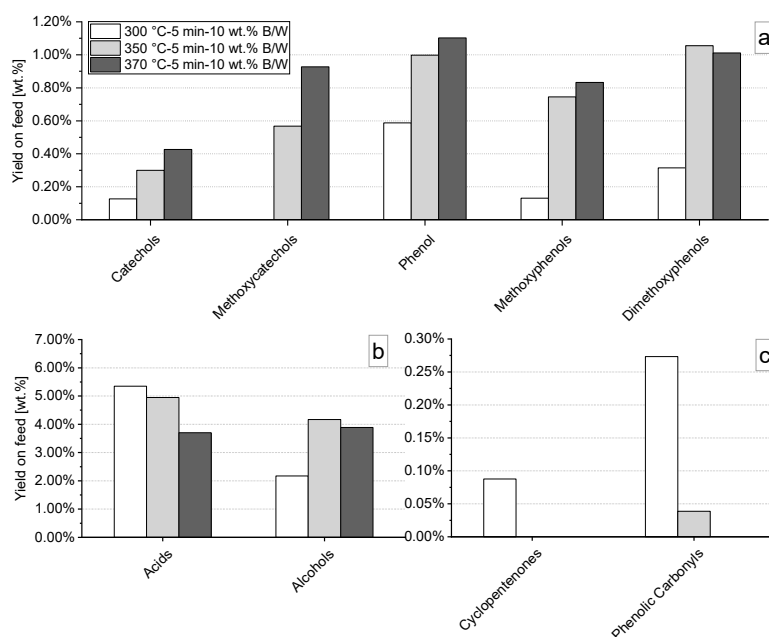 1.20%
1.00%
0.80%
0.60%
0.40%
0.20%
0.00%
Yield on feed [wt.%]
300 °C-5 min-10 wt.% B/W
350 °C-5 min-10 wt.% B/W
370 °C-5 min-10 wt.% B/W
a
Catechols
Methoxycatechols
Phenol
Methoxyphenols
Dimethoxyphenols
7.00%
6.00%
5.00%
4.00%
3.00%
2.00%
1.00%
0.00%
Yield on feed [wt.%]
b
Acids
Alcohols
0.30%
0.25%
0.20%
0.15%
0.10%
0.05%
0.00%
c
Cyclopentenones
Phenolic Carbonyls